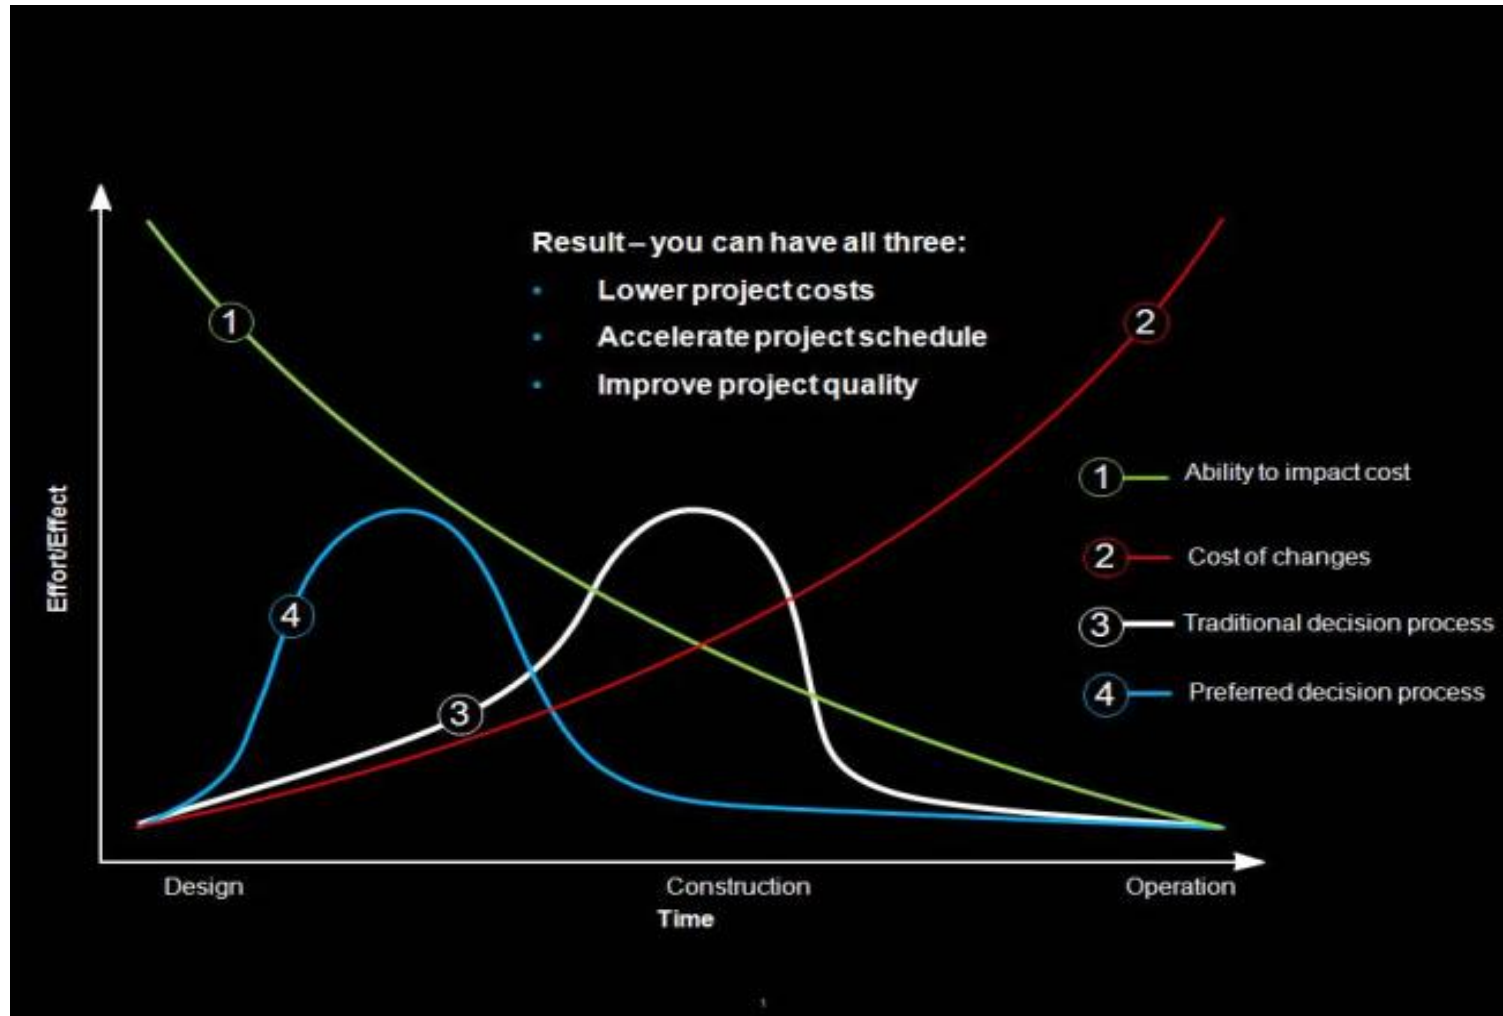 Result – you can have all three:
• Lower project costs
• Accelerate project schedule
• Improve project quality
1
2
3
4
1 Ability to impact cost
2 Cost of changes
3 Traditional decision process
4 Preferred decision process
Effort/Effect
Design
Construction
Operation
Time
1